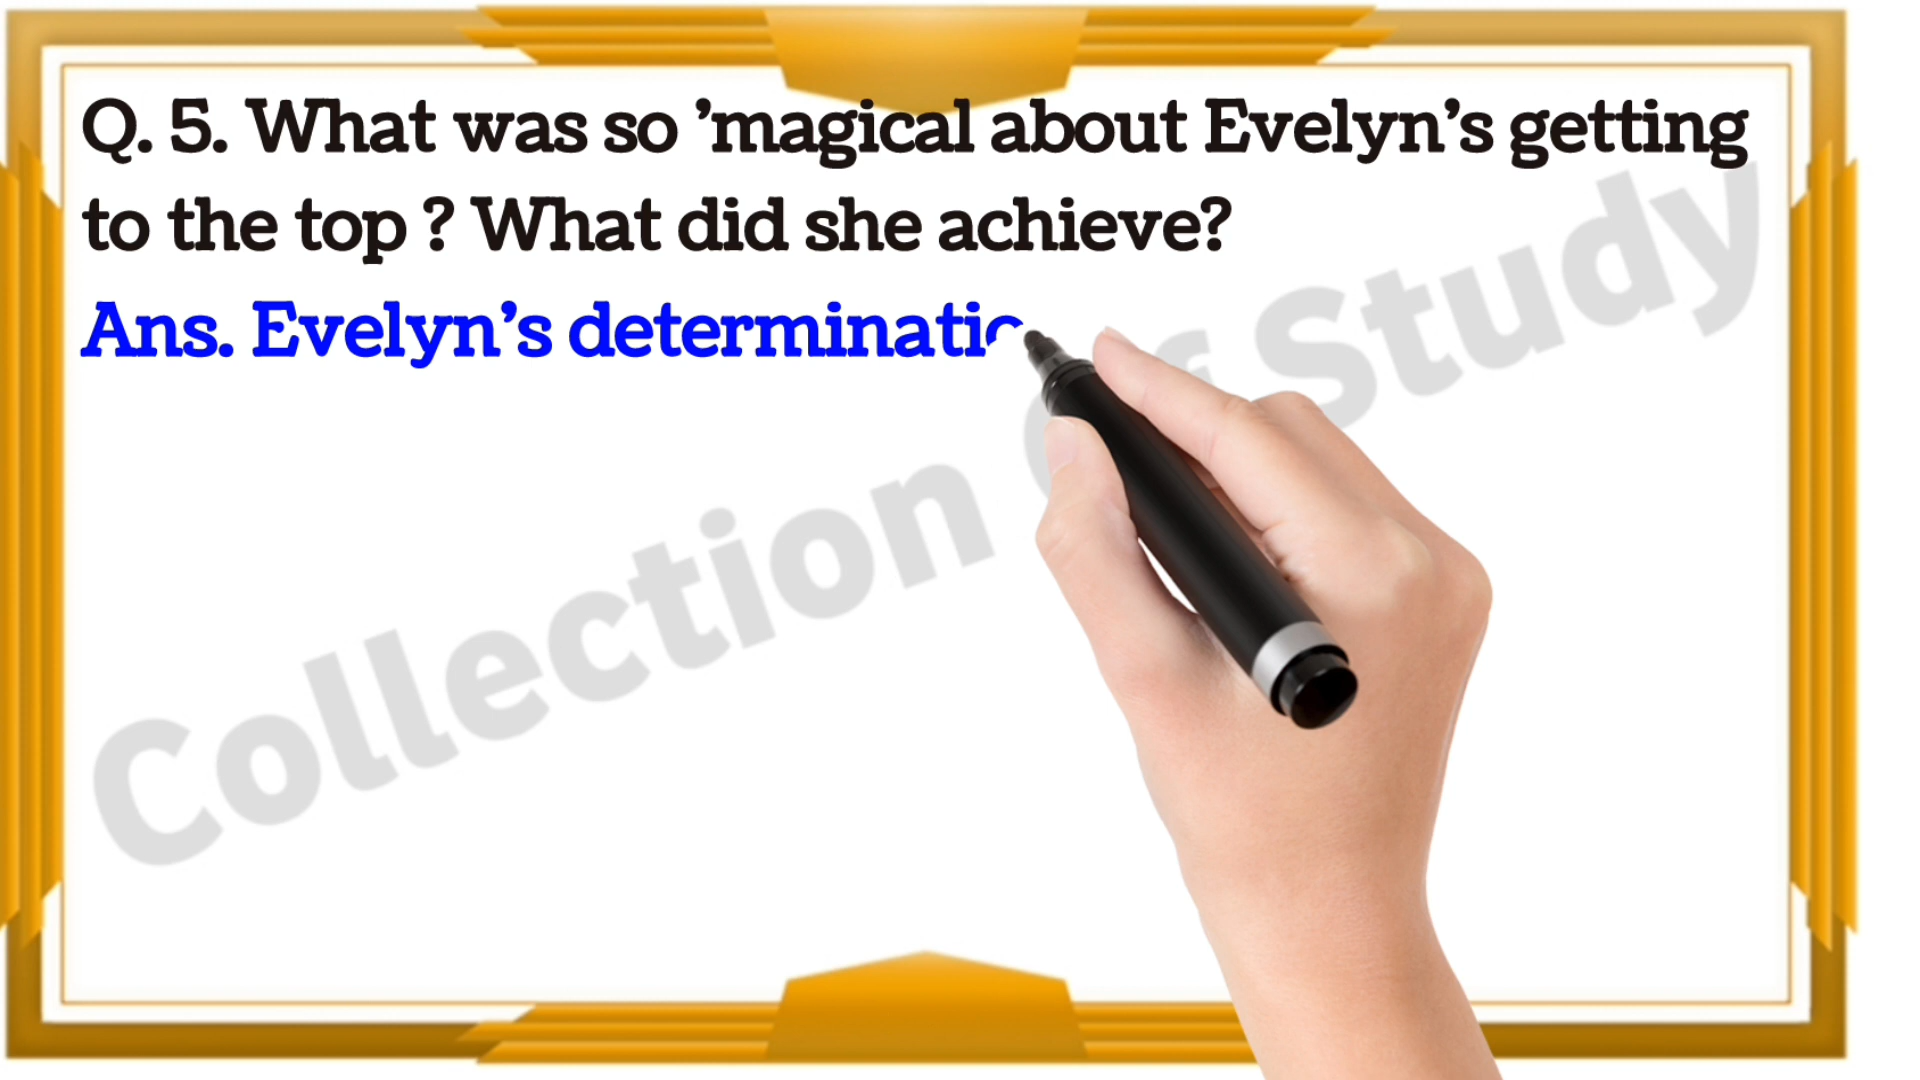 Q. 5. What was so ’magical about Evelyn’s getting
to the top ? What did she achieve?
Ans. Evelyn’s determinatio
Collection Of Study